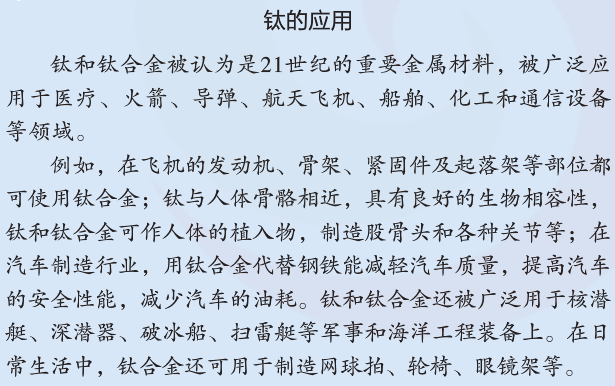 钛的应用
钛和钛合金被认为是21世纪的重要金属材料，被广泛应
用于医疗、火箭、导弹、航天飞机、船舶、化工和通信设备
等领域。
例如，在飞机的发动机、骨架、紧固件及起落架等部位都
可使用钛合金；钛与人体骨骼相近，具有良好的生物相容性，
钛和钛合金可作人体的植入物，制造股骨头和各种关节等；在
汽车制造行业，用钛合金代替钢铁能减轻汽车质量，提高汽车
的安全性能，减少汽车的油耗。钛和钛合金还被广泛用于核潜
艇、深潜器、破冰船、扫雷艇等军事和海洋工程装备上。在日
常生活中，钛合金还可用于制造网球拍、轮椅、眼镜架等。